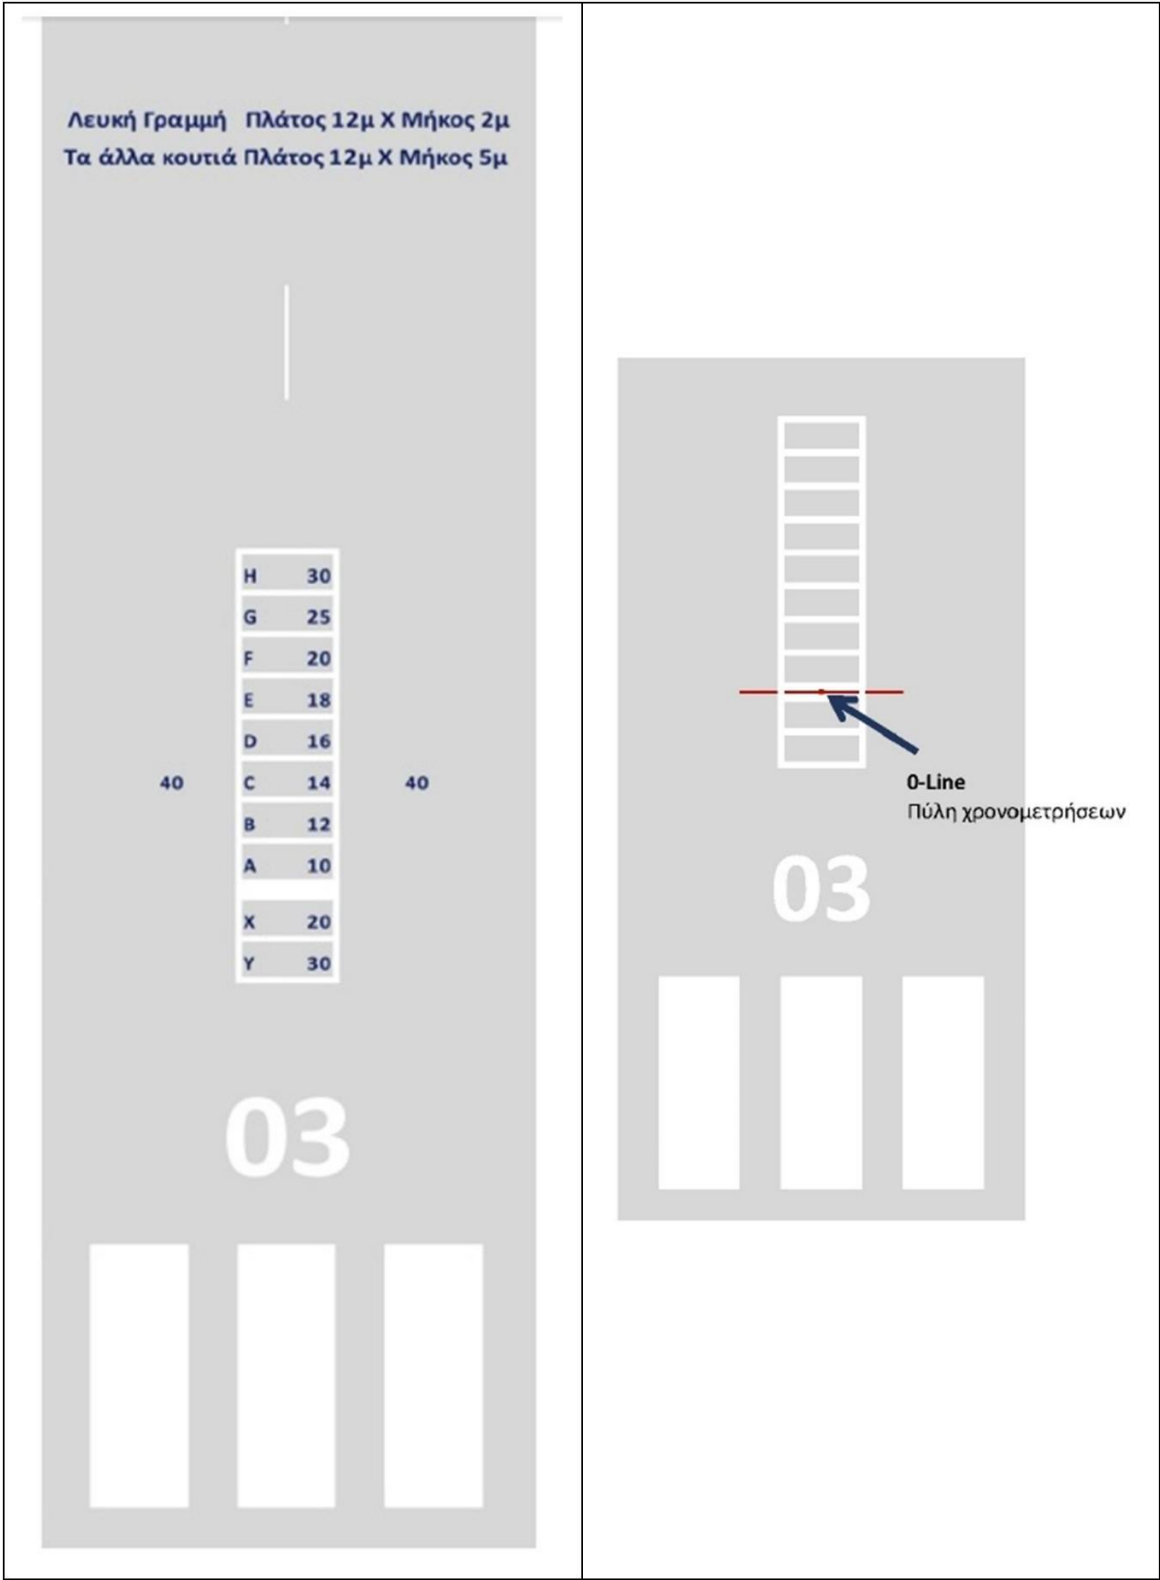 Λευκή Γραμμή Πλάτος 12μ Χ Μήκος 2μ
Τα άλλα κουτιά Πλάτος 12μ Χ Μήκος 5μ
H 30
G 25
F 20
E 18
D 16
40 C 14 40
B 12
A 10
X 20
Y 30
03
0-Line
Πύλη χρονομετρήσεων
03